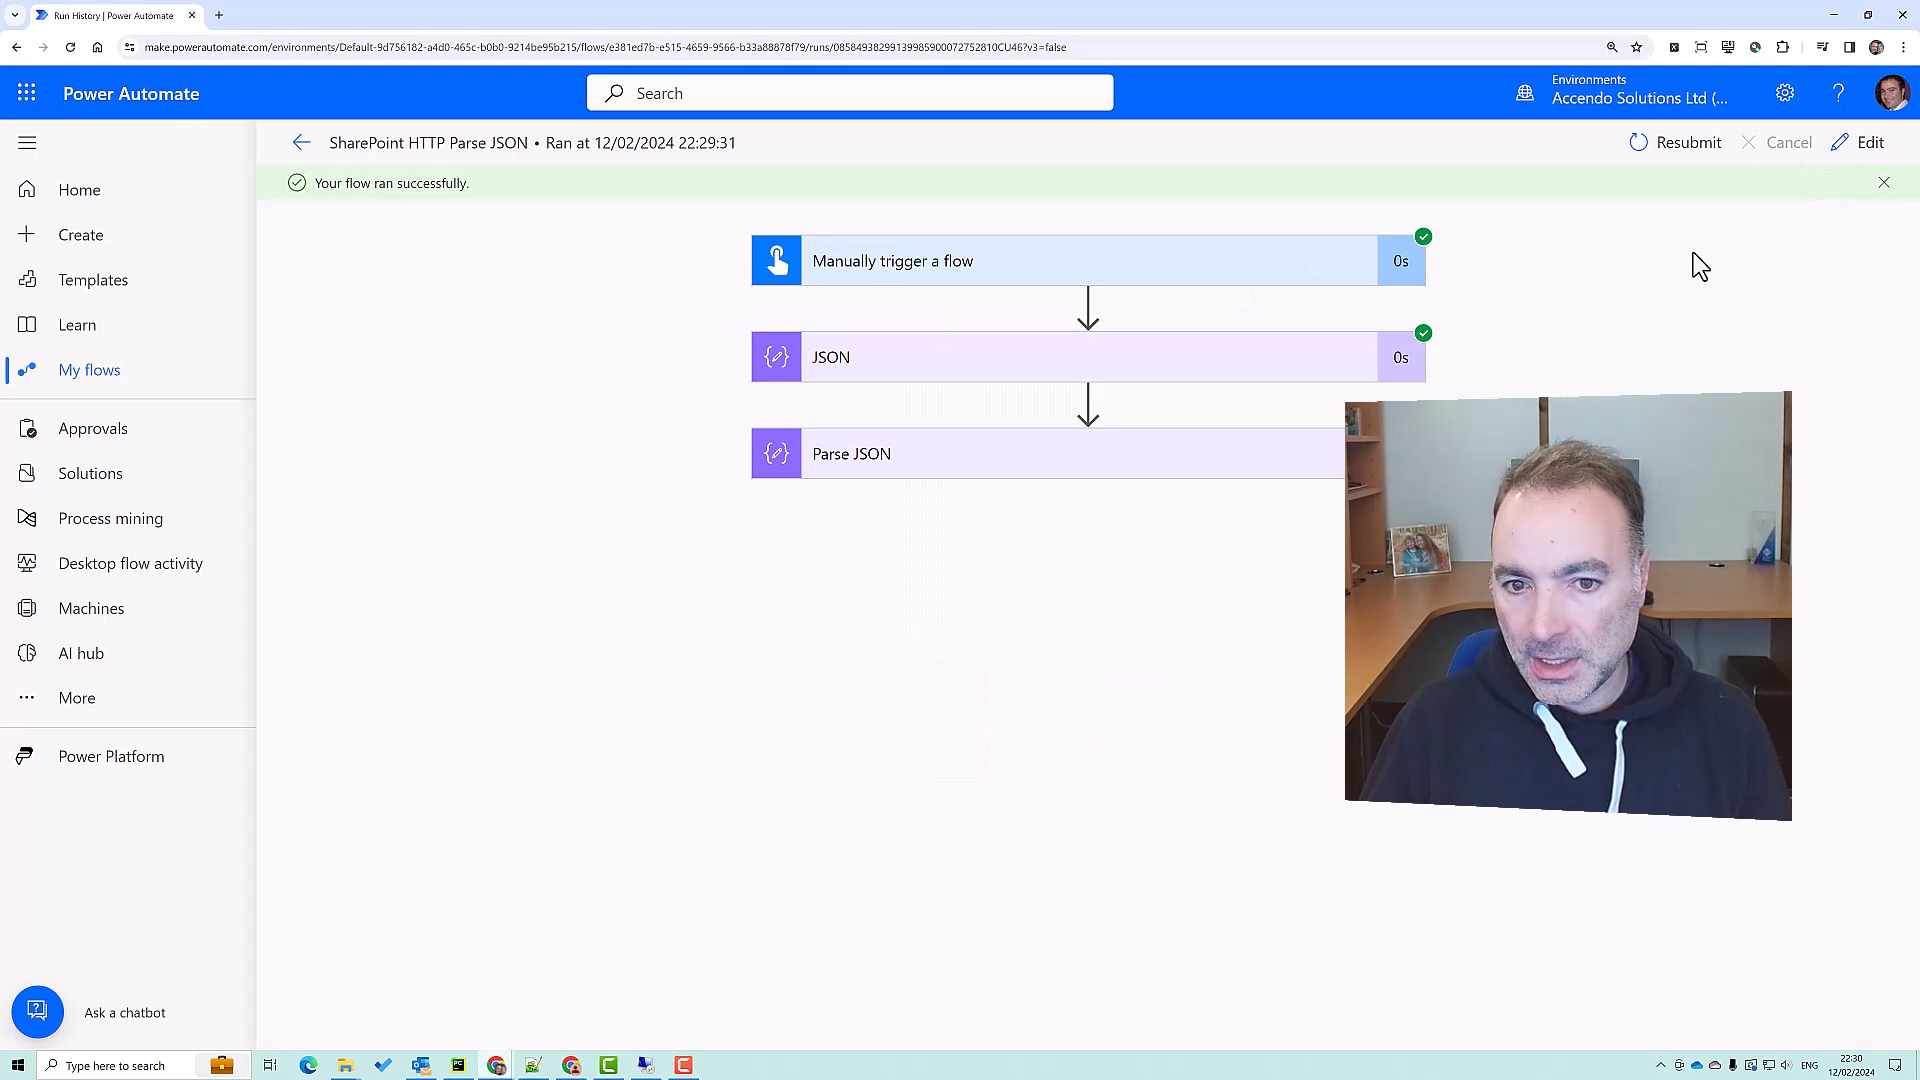 Run History | Power Automate
make.powerautomate.com/environments/Default-9d756182-a4d0-465c-b0b0-9214be95b215/flows/e381ed7b-e515-4659-9566-b33a88878f79/runs/08584938299139985900072752810CU46?v3=false
Power Automate
Search
Environments
Accendo Solutions Ltd (...
SharePoint HTTP Parse JSON • Ran at 12/02/2024 22:29:31
Resubmit
Cancel
Edit
Your flow ran successfully.
Home
Create
Templates
Learn
My flows
Approvals
Solutions
Process mining
Desktop flow activity
Machines
AI hub
More
Power Platform
Ask a chatbot
Manually trigger a flow
0s
JSON
0s
Parse JSON
Type here to search
ENG
22:30
12/02/2024